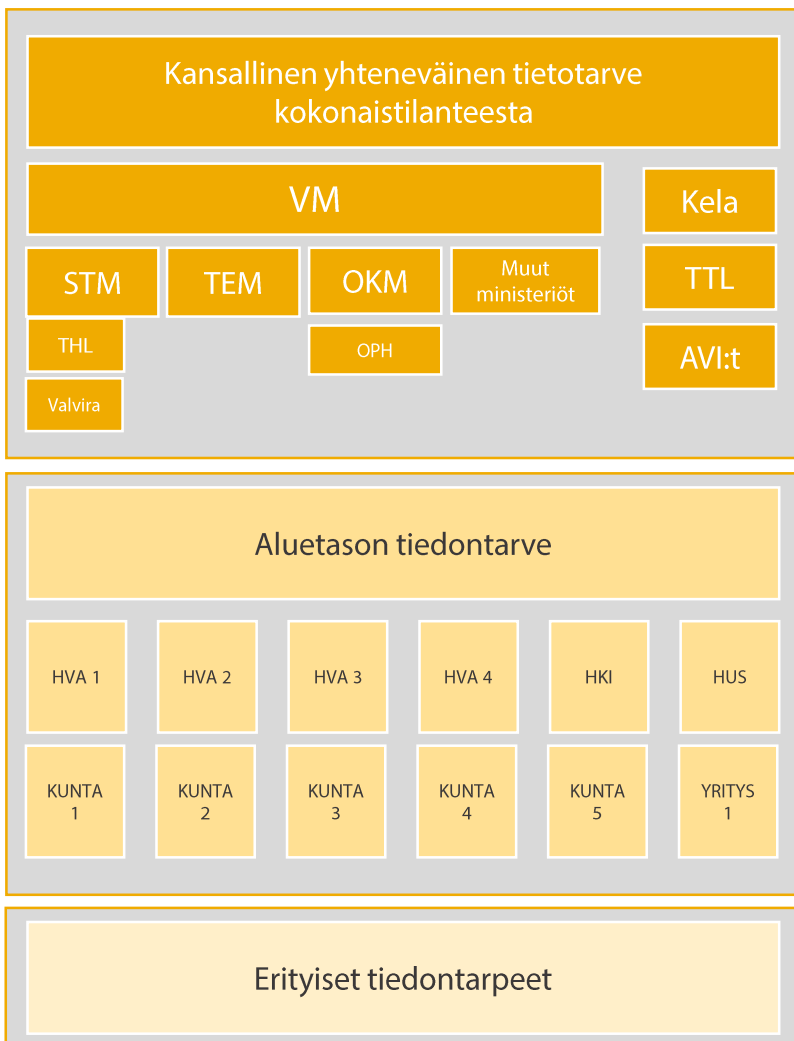 Kansallinen yhteneväinen tietotarve
kokonaistilanteesta
VM
Kela
STM
TEM
OKM
Muut
ministeriöt
TTL
THL
OPH
AVI:t
Valvira
Aluetason tiedontarve
HVA 1
HVA 2
HVA 3
HVA 4
HKI
HUS
KUNTA
1
KUNTA
2
KUNTA
3
KUNTA
4
KUNTA
5
YRITYS
1
Erityiset tiedontarpeet